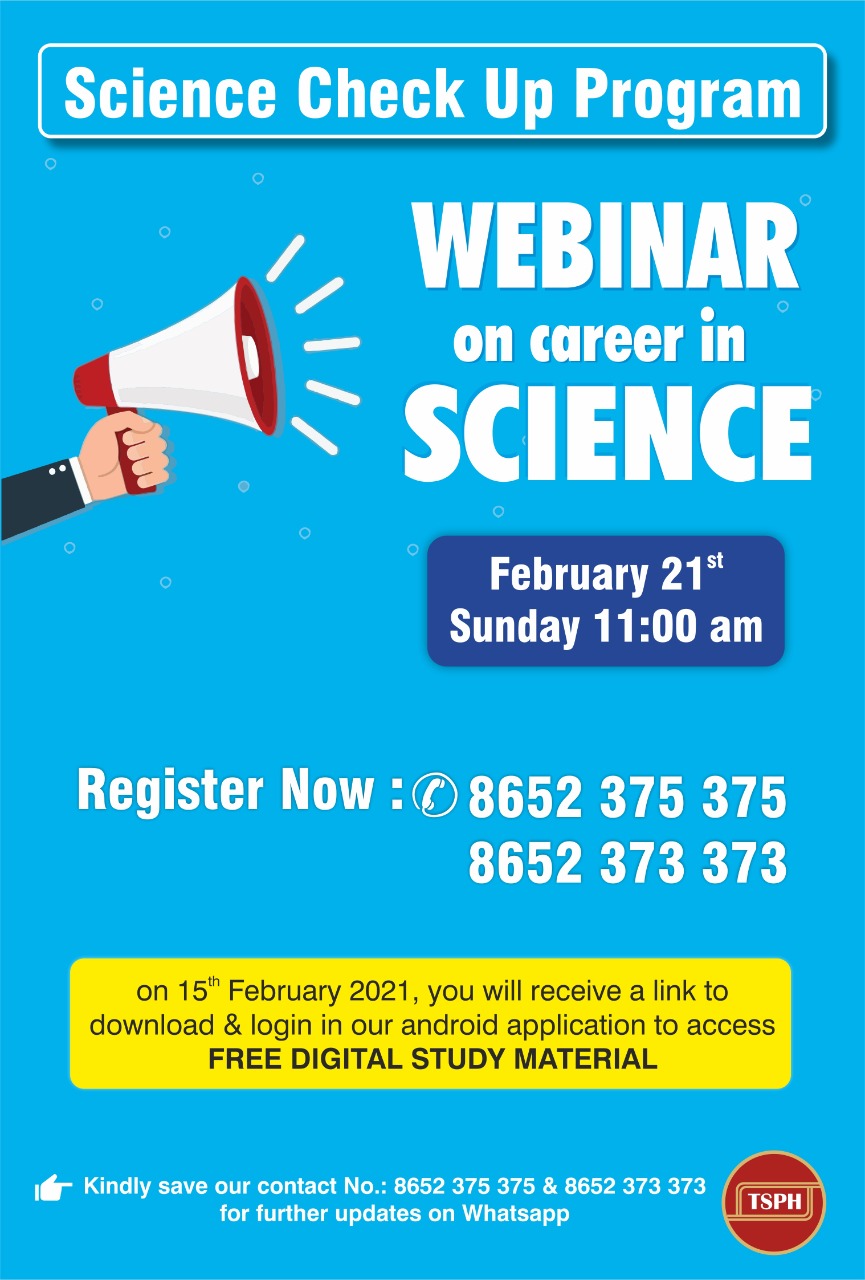 Science Check Up Program
WEBINAR
on career in
SCIENCE
February 21st
Sunday 11:00 am
Register Now : 8652 375 375
8652 373 373
on 15th February 2021, you will receive a link to
download & login in our android application to access
FREE DIGITAL STUDY MATERIAL
Kindly save our contact No.: 8652 375 375 & 8652 373 373
for further updates on Whatsapp
TSPH